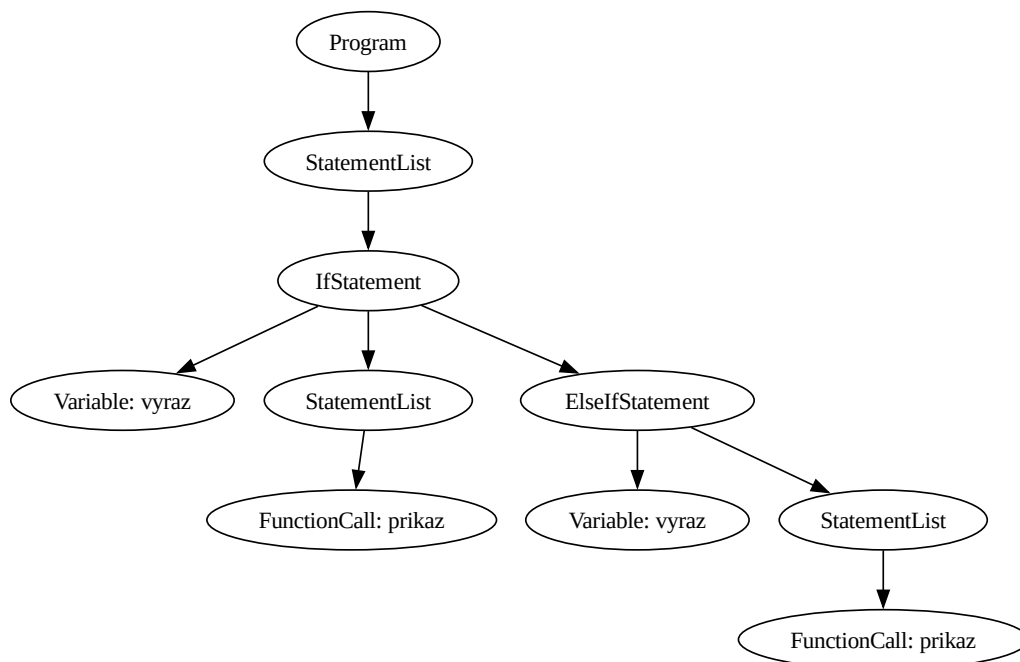 Program
StatementList
IfStatement
Variable: vyraz
StatementList
ElseIfStatement
FunctionCall: prikaz
Variable: vyraz
StatementList
FunctionCall: prikaz